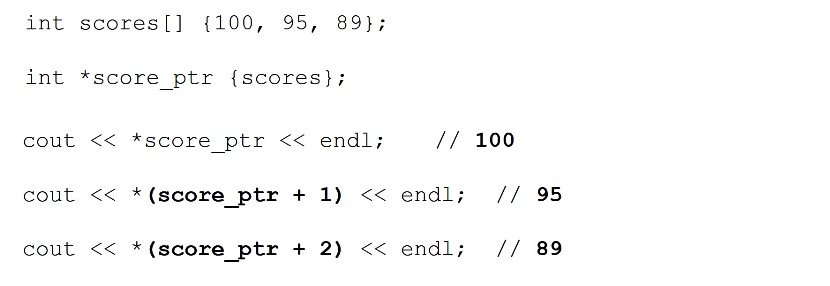 int scores[] {100, 95, 89};
int *score_ptr {scores};
cout << *score_ptr << endl; // 100
cout << *(score_ptr + 1) << endl; // 95
cout << *(score_ptr + 2) << endl; // 89